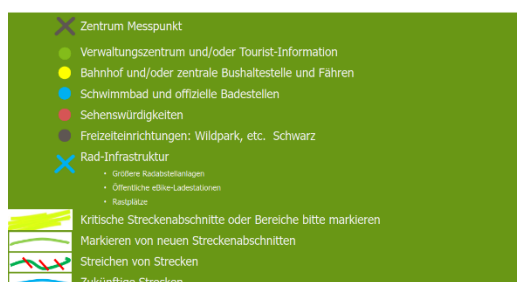 Zentrum Messpunkt
Verwaltungszentrum und/oder Tourist-Information
Bahnhof und/oder zentrale Bushaltestelle und Fähren
Schwimmbad und offizielle Badestellen
Sehenswürdigkeiten
Freizeiteinrichtungen: Wildpark, etc. Schwarz
Rad-Infrastruktur
• Größere Radabstellanlagen
• Öffentliche eBike-Ladestationen
• Rastplätze
Kritische Streckenabschnitte oder Bereiche bitte markieren
Markieren von neuen Streckenabschnitten
Streichen von Strecken
Zukünftige Strecken